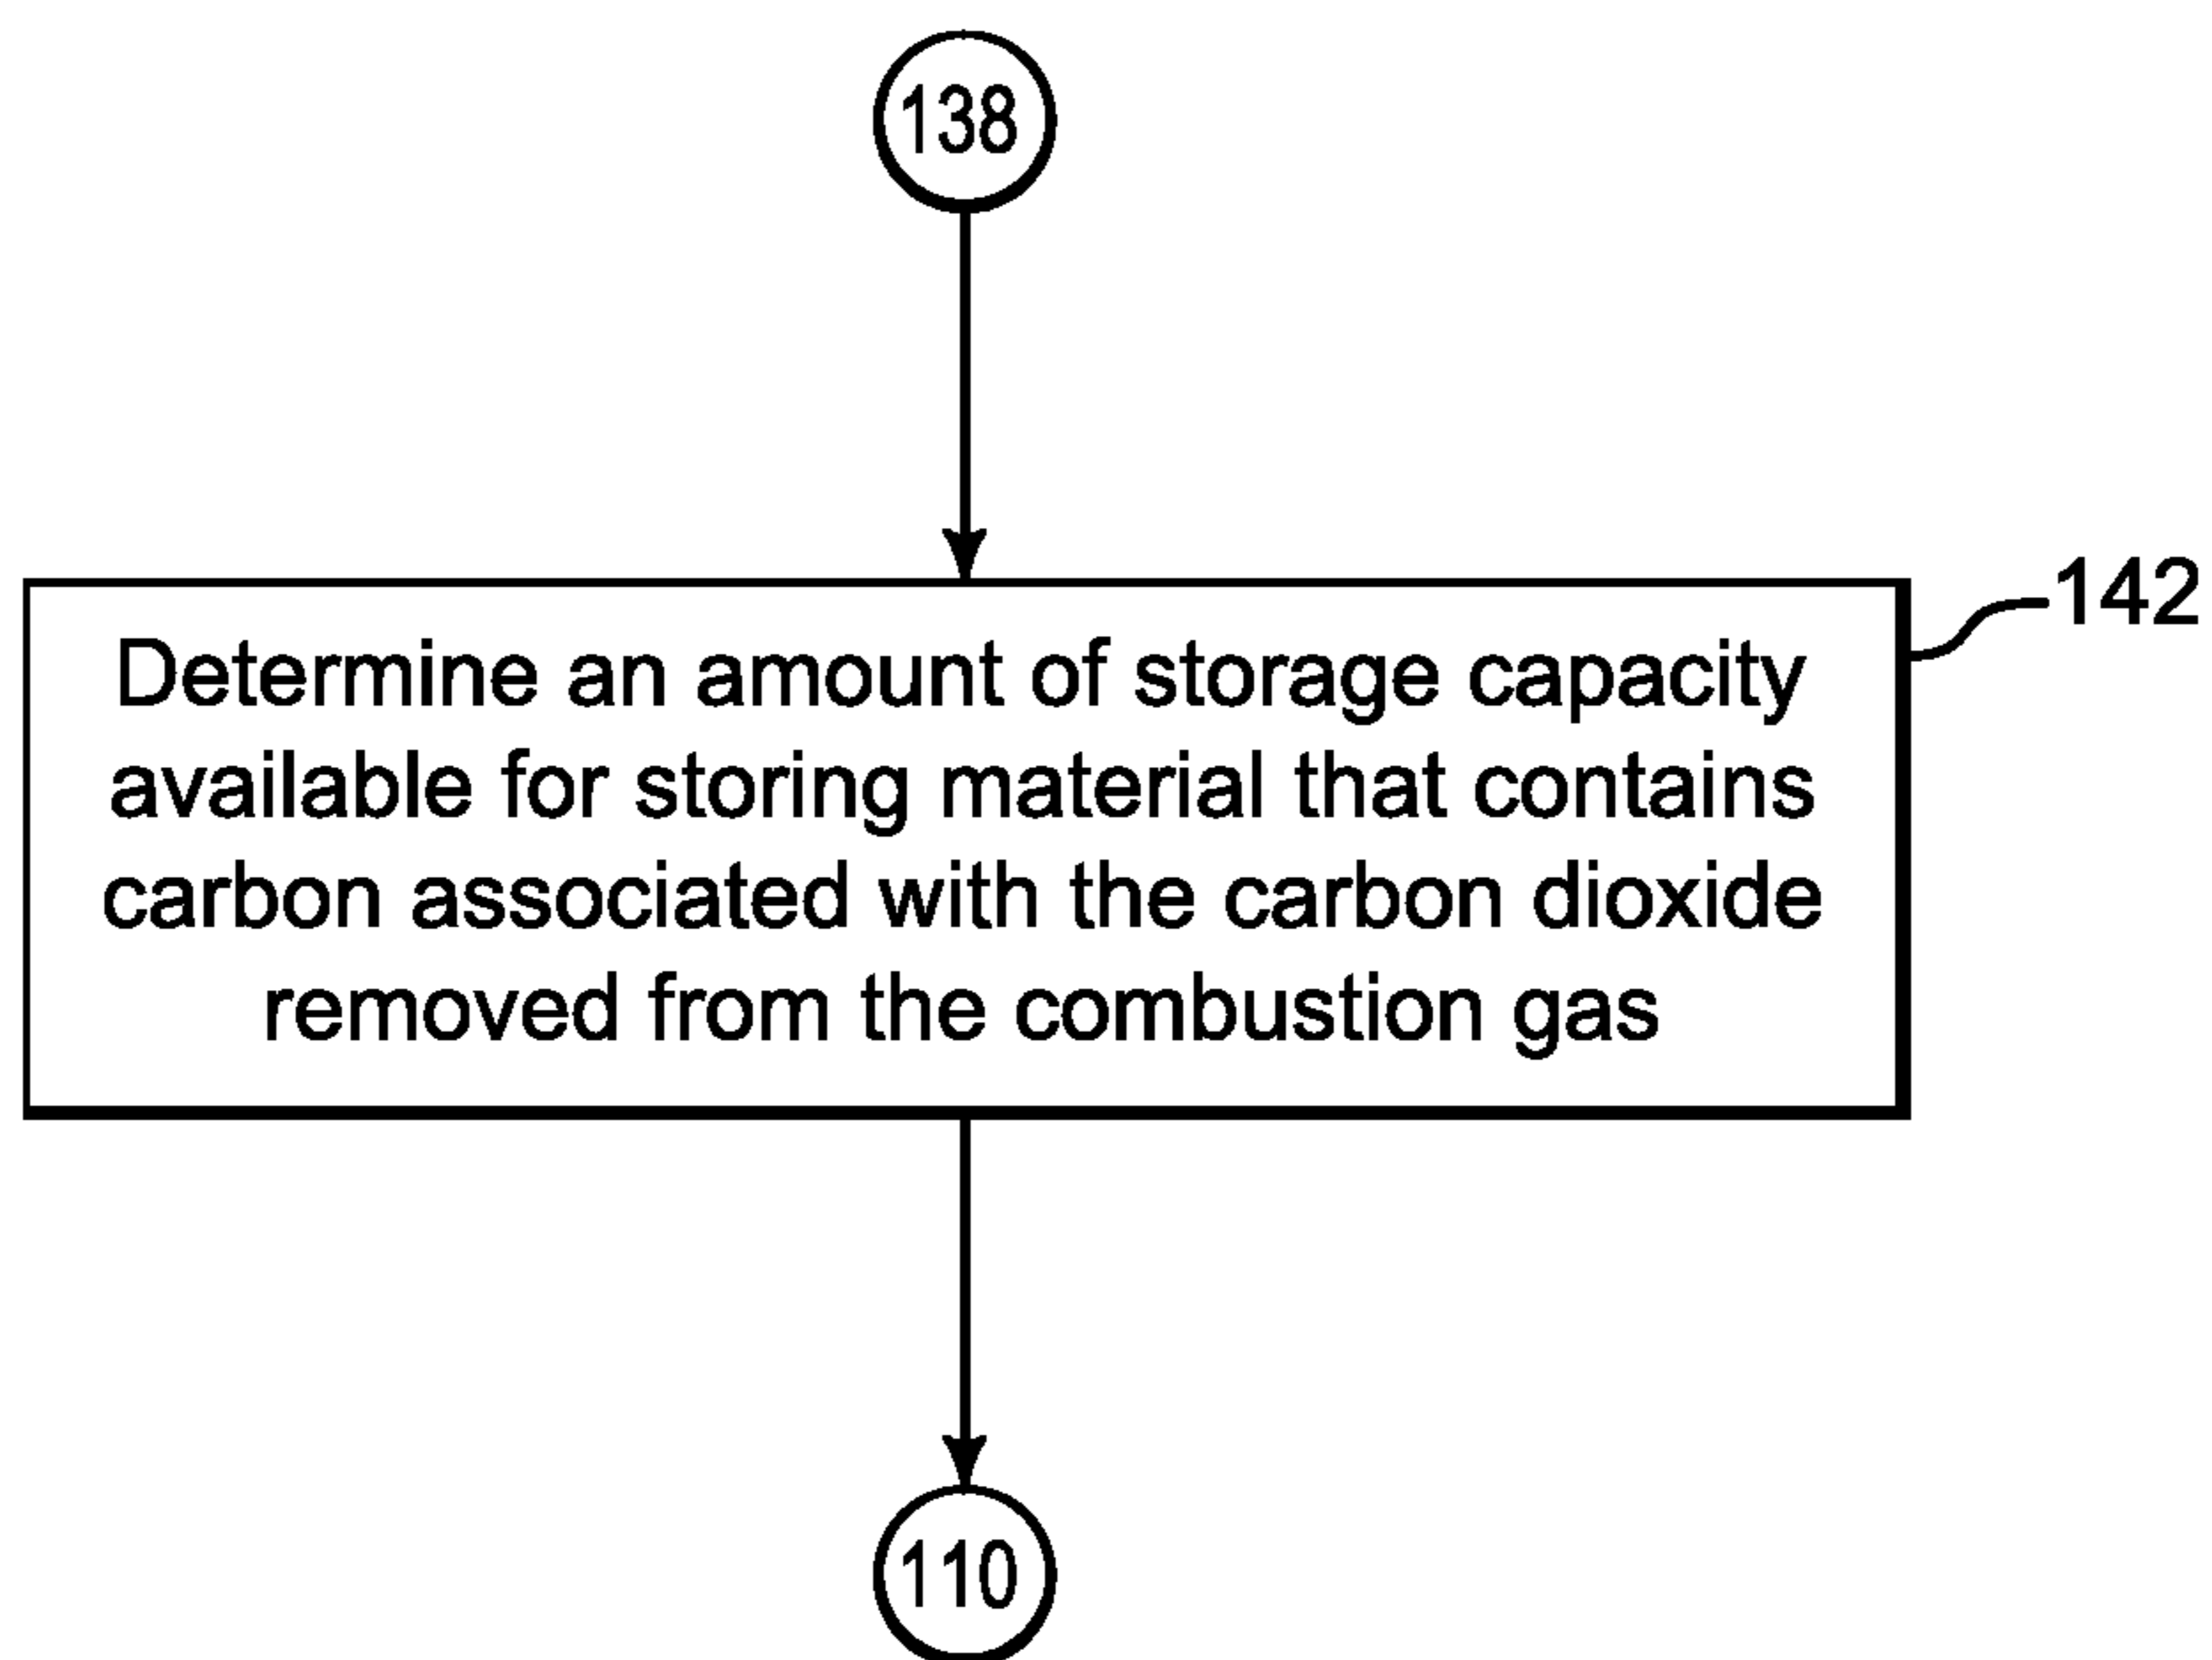 138
142
Determine an amount of storage capacity
available for storing material that contains
carbon associated with the carbon dioxide
removed from the combustion gas
110